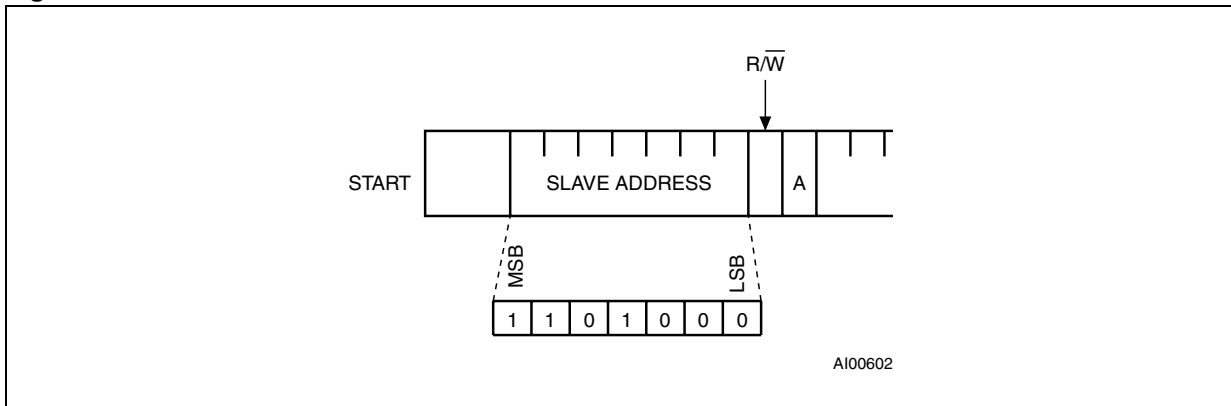 R/W̅
START
SLAVE ADDRESS
A
MSB
LSB
1 1 0 1 0 0 0
AI00602